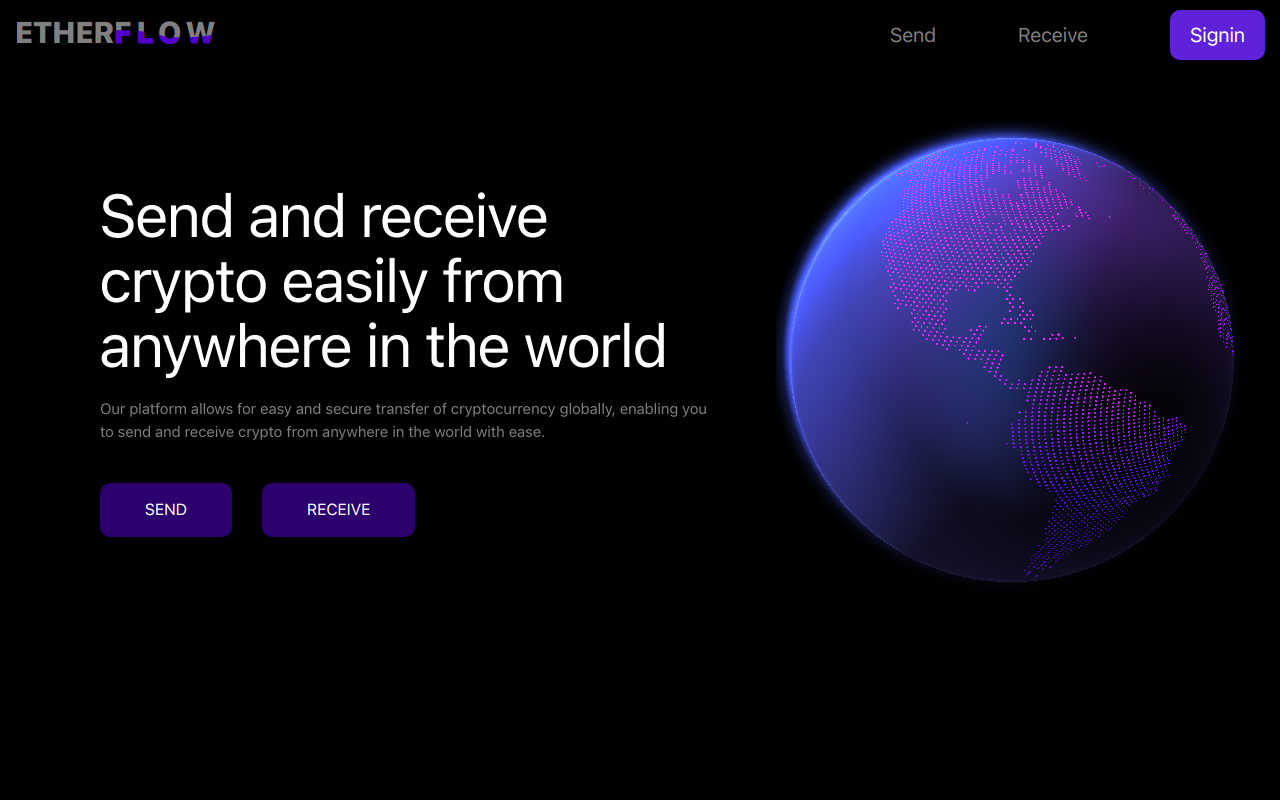 ETHERFLOW
Send
Receive
Signin
Send and receive
crypto easily from
anywhere in the world
Our platform allows for easy and secure transfer of cryptocurrency globally, enabling you
to send and receive crypto from anywhere in the world with ease.
SEND
RECEIVE